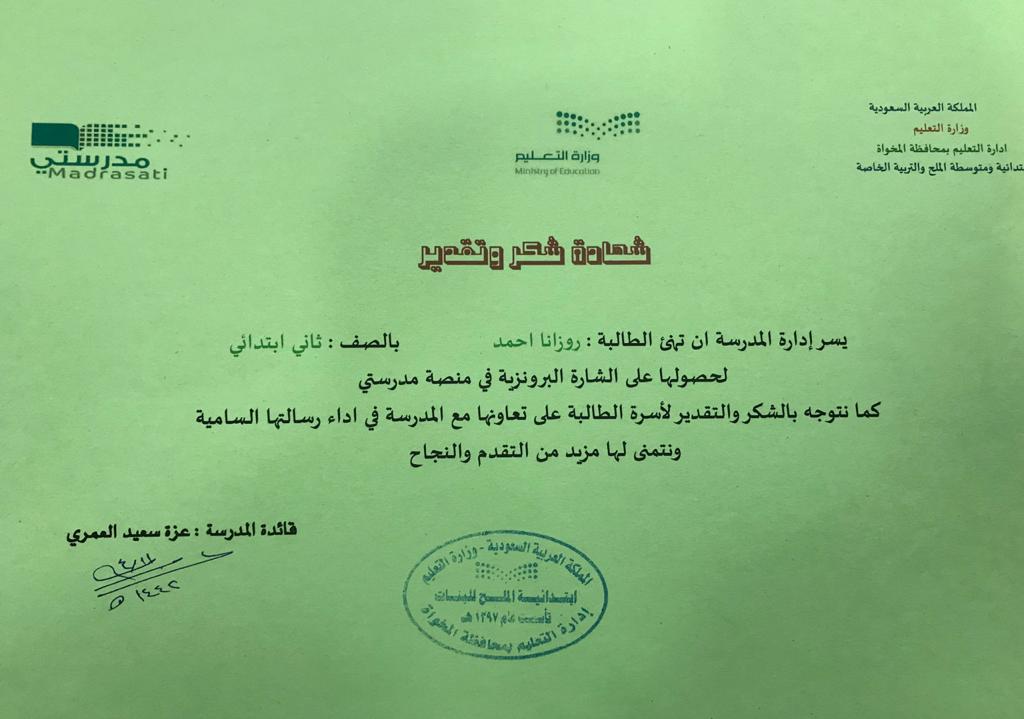 المملكة العربية السعودية
وزارة التعليم
ادارة التعليم بمحافظة المخواة
ومتوسطة الملح والتربية الخاصة
وزارة التعليم
Ministry of Education
مدرستي
Madrasati
شهادة شكر وتقدير
يسر إدارة المدرسة ان تهنئ الطالبة : روزانا احمد بالصف : ثاني ابتدائي
لحصولها على الشارة البرونزية في منصة مدرستي
كما نتوجه بالشكر والتقدير لأسرة الطالبة على تعاونها مع المدرسة في اداء رسالتها السامية
ونتمنى لها مزيد من التقدم والنجاح
قائدة المدرسة : عزة سعيد العمري
١٤٤٢ هـ
المملكة العربية السعودية - وزارة التعليم
ابتدائية الملح للبنات
تأسست عام ١٣٩٧ هـ
إدارة التعليم بمحافظة المخواة